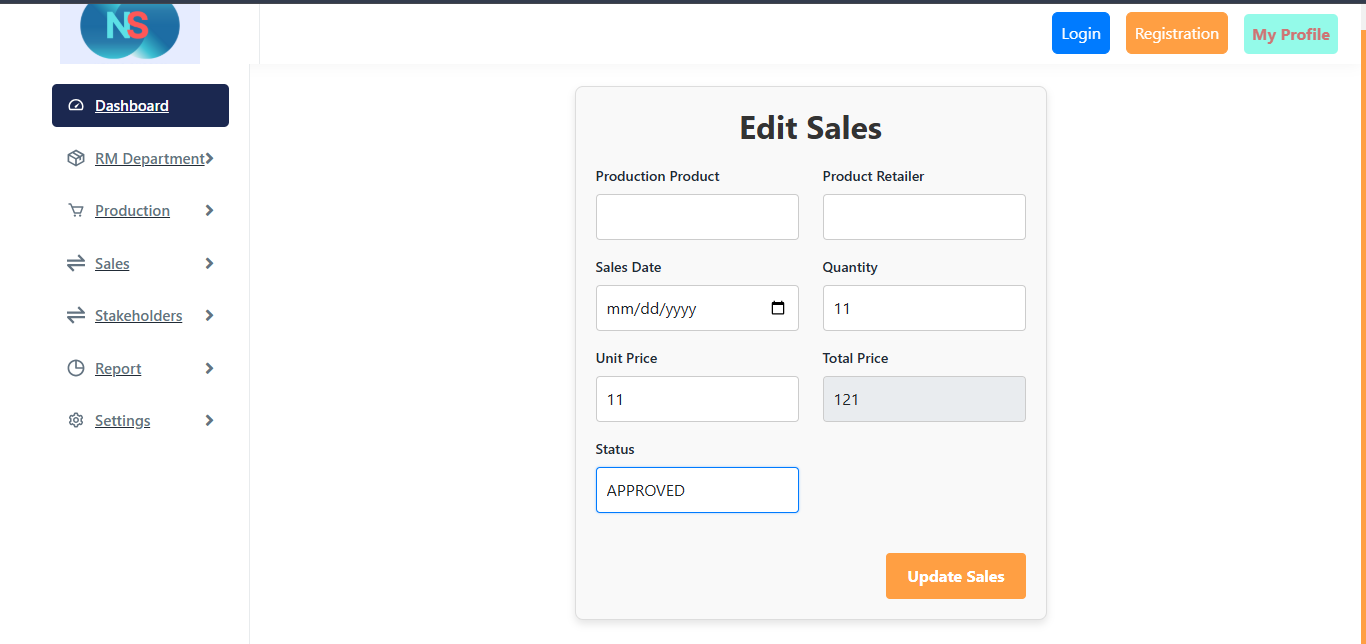 NS
Login
Registration
My Profile
Dashboard
RM Department
Production
Sales
Stakeholders
Report
Settings
Edit Sales
Production Product
Product Retailer
Sales Date
Quantity
mm/dd/yyyy
11
Unit Price
Total Price
11
121
Status
APPROVED
Update Sales